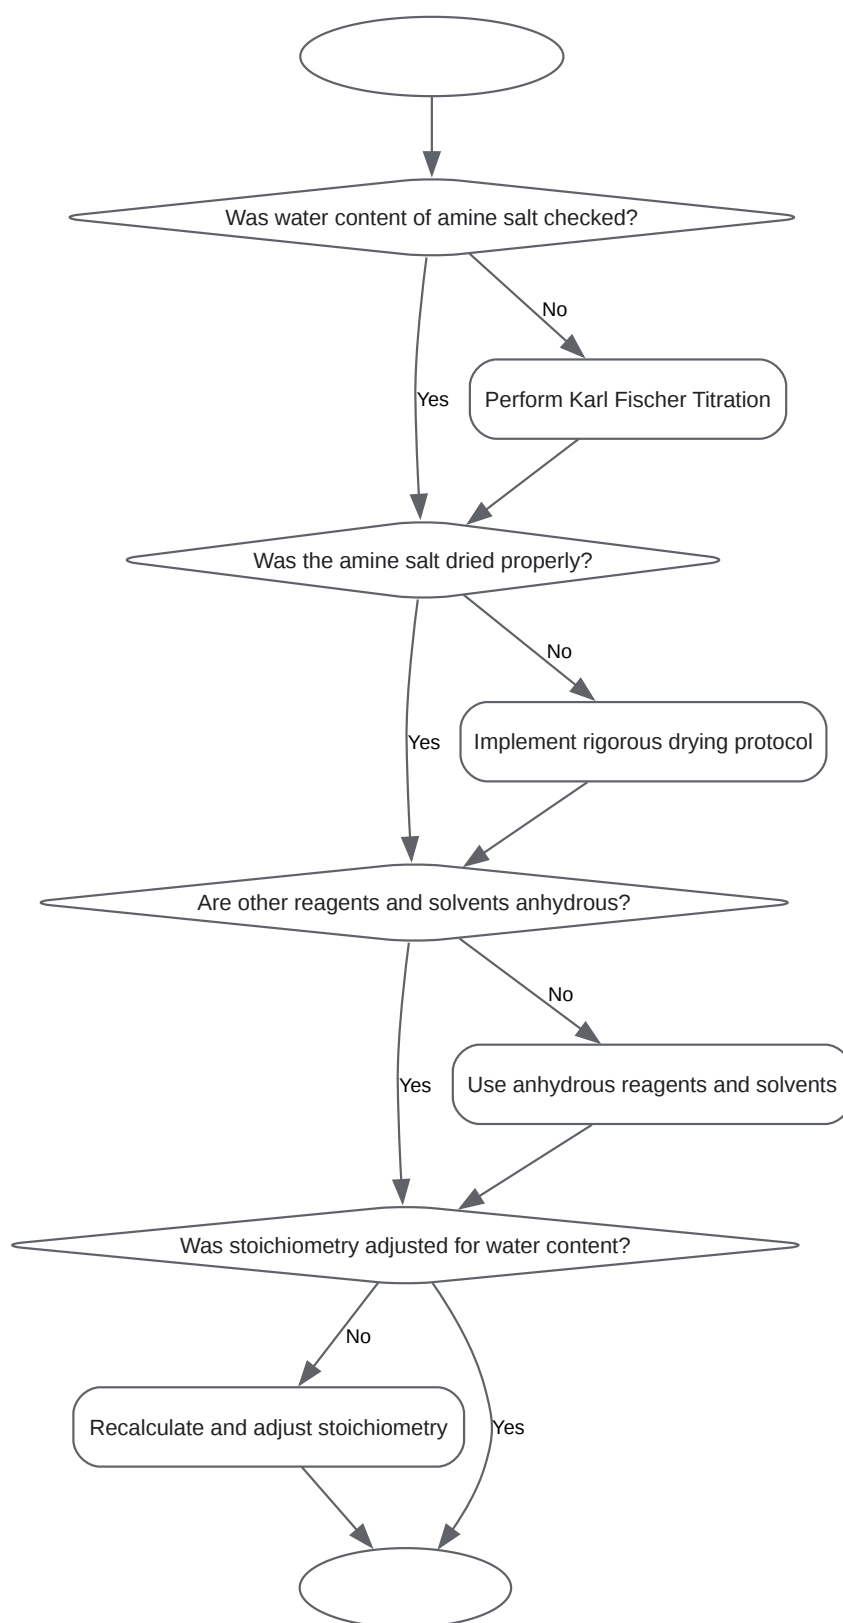 Was water content of amine salt checked?
No
Perform Karl Fischer Titration
Yes
Was the amine salt dried properly?
No
Implement rigorous drying protocol
Yes
Are other reagents and solvents anhydrous?
No
Use anhydrous reagents and solvents
Yes
Was stoichiometry adjusted for water content?
No
Recalculate and adjust stoichiometry
Yes